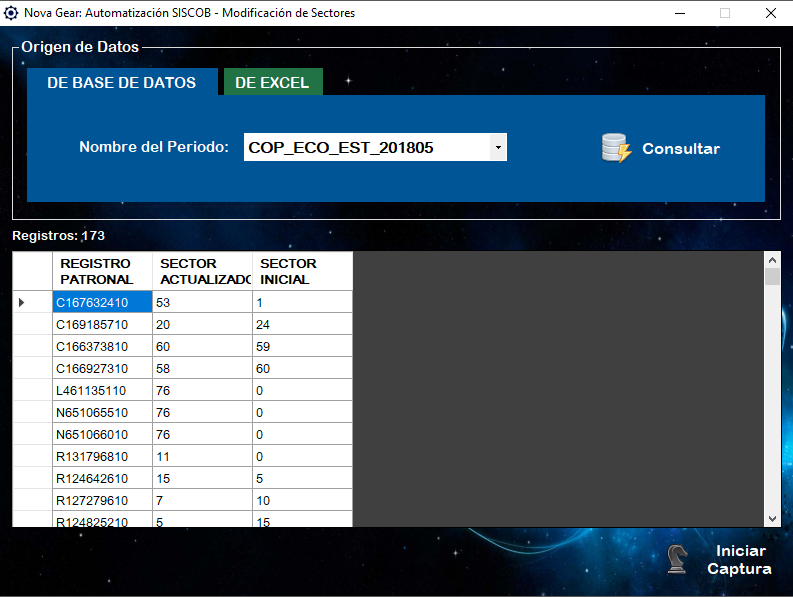 Nova Gear: Automatización SISCOB - Modificación de Sectores
Origen de Datos
DE BASE DE DATOS DE EXCEL
Nombre del Periodo: COP_ECO_EST_201805 Consultar
Registros: 173
REGISTRO PATRONAL SECTOR ACTUALIZADO SECTOR INICIAL
C167632410 53 1
C169185710 20 24
C166373810 60 59
C166927310 58 60
L461135110 76 0
N651065510 76 0
N651066010 76 0
R131796810 11 0
R124642610 15 5
R127279610 7 10
R124825210 5 15
Iniciar
Captura